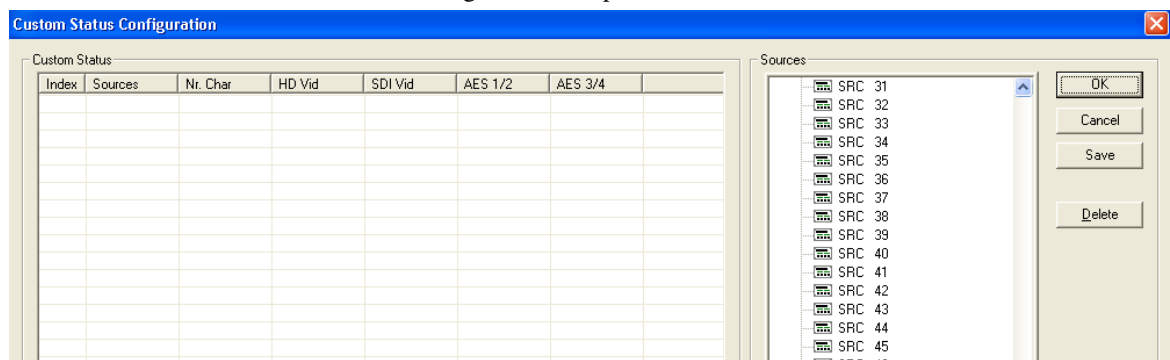 Custom Status Configuration
Custom Status
Index Sources Nr. Char HD Vid SDI Vid AES 1/2 AES 3/4
Sources
SRC 31
SRC 32
SRC 33
SRC 34
SRC 35
SRC 36
SRC 37
SRC 38
SRC 39
SRC 40
SRC 41
SRC 42
SRC 43
SRC 44
SRC 45
OK
Cancel
Save
Delete